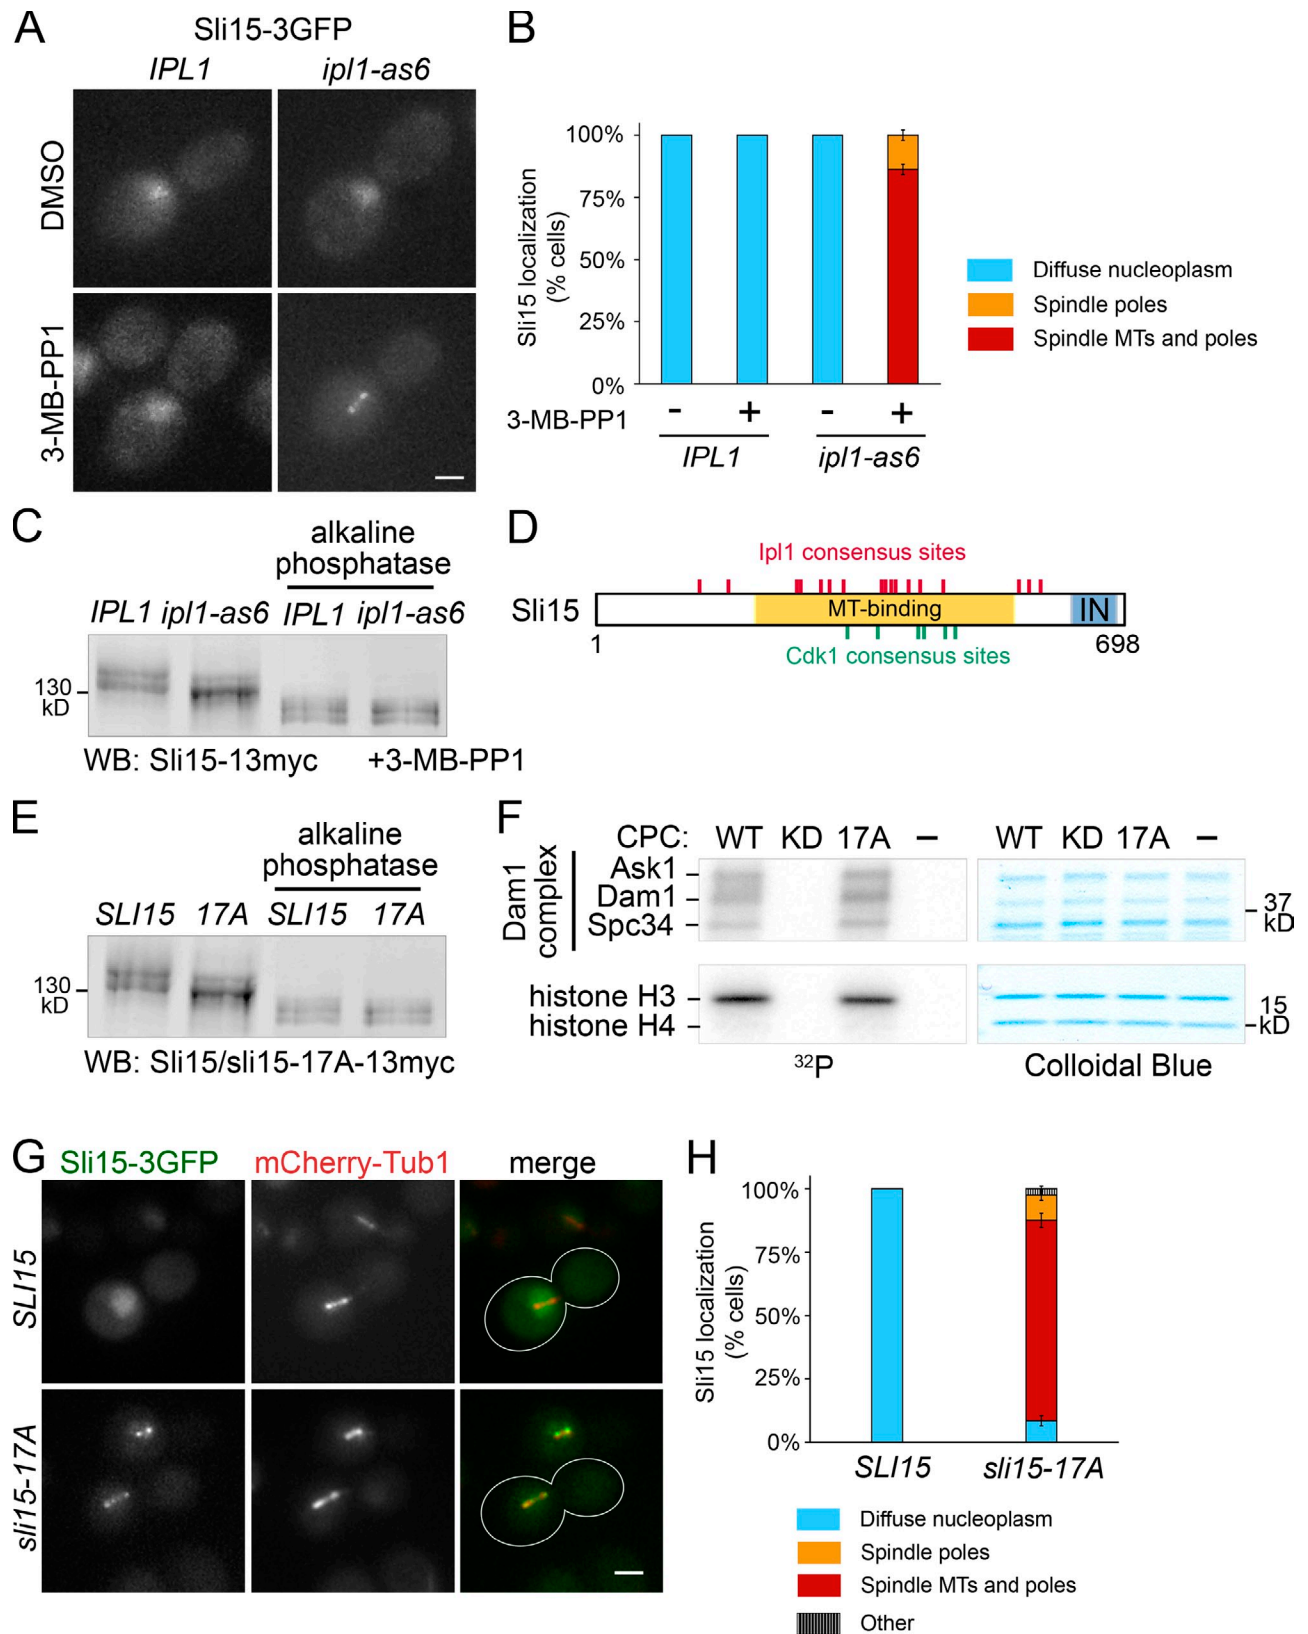 A
Sli15-3GFP
IPL1
ipl1-as6
DMSO
3-MB-PP1
B
100%
75%
50%
25%
0%
Sli15 localization
(% cells)
3-MB-PP1
- + - +
IPL1
ipl1-as6
Diffuse nucleoplasm
Spindle poles
Spindle MTs and poles
C
alkaline
phosphatase
IPL1 ipl1-as6 IPL1 ipl1-as6
130
kD
WB: Sli15-13myc +3-MB-PP1
D
Ipl1 consensus sites
Sli15
MT-binding
IN
1
698
Cdk1 consensus sites
E
alkaline
phosphatase
SLI15 17A SLI15 17A
130
kD
WB: Sli15/sli15-17A-13myc
F
CPC: WT KD 17A – WT KD 17A –
Dam1
complex
Ask1
Dam1
Spc34
37
kD
histone H3
histone H4
15
kD
32P
Colloidal Blue
G
Sli15-3GFP
mCherry-Tub1
merge
SLI15
sli15-17A
H
100%
75%
50%
25%
0%
Sli15 localization
(% cells)
SLI15
sli15-17A
Diffuse nucleoplasm
Spindle poles
Spindle MTs and poles
Other